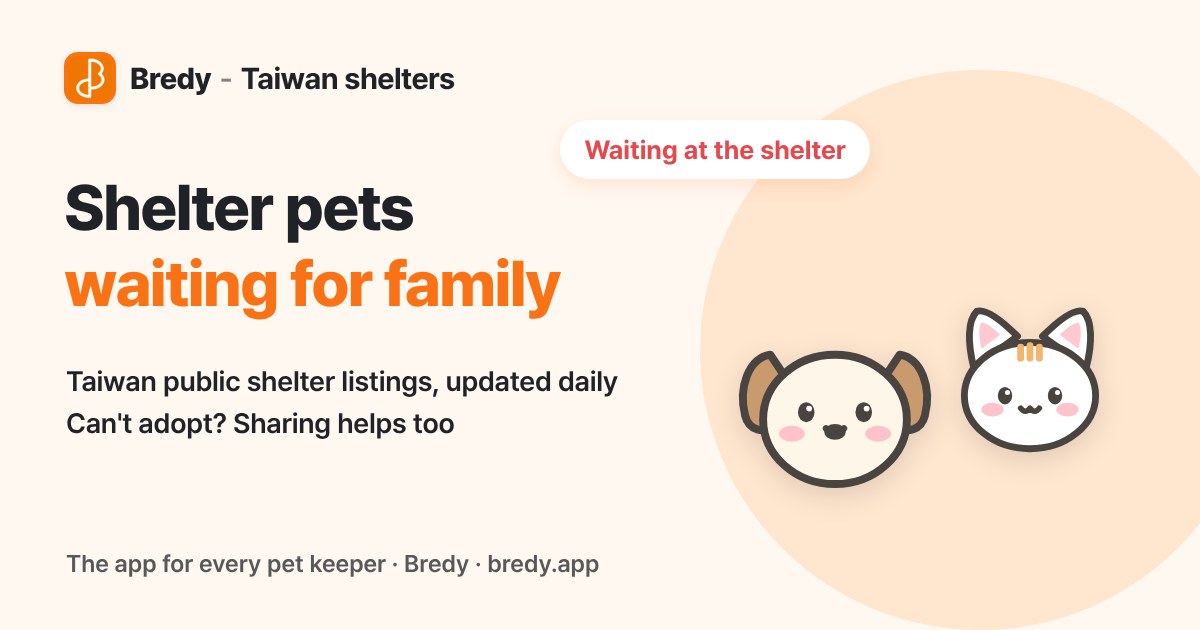 Bredy - Taiwan shelters
Waiting at the shelter
Shelter pets
waiting for family
Taiwan public shelter listings, updated daily
Can't adopt? Sharing helps too
The app for every pet keeper · Bredy · bredy.app